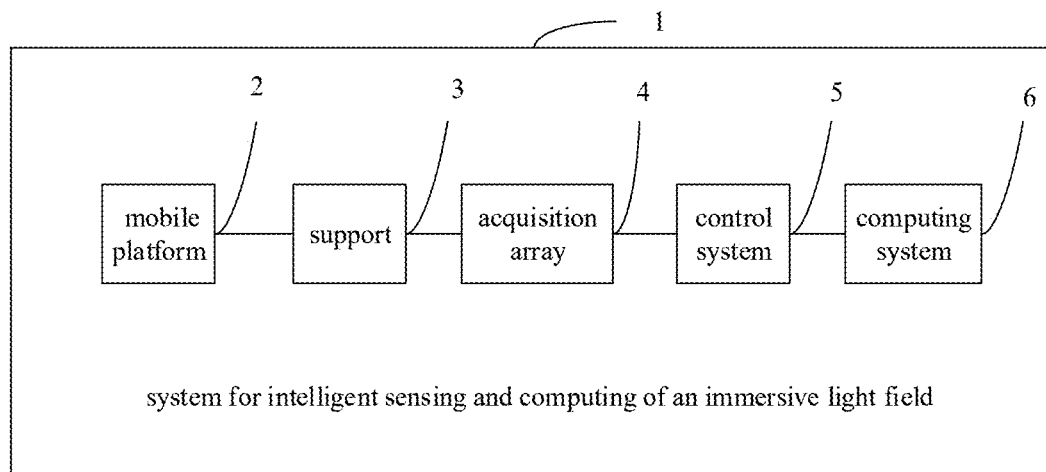 1
2
3
4
5
6
mobile
platform
support
acquisition
array
control
system
computing
system
system for intelligent sensing and computing of an immersive light field